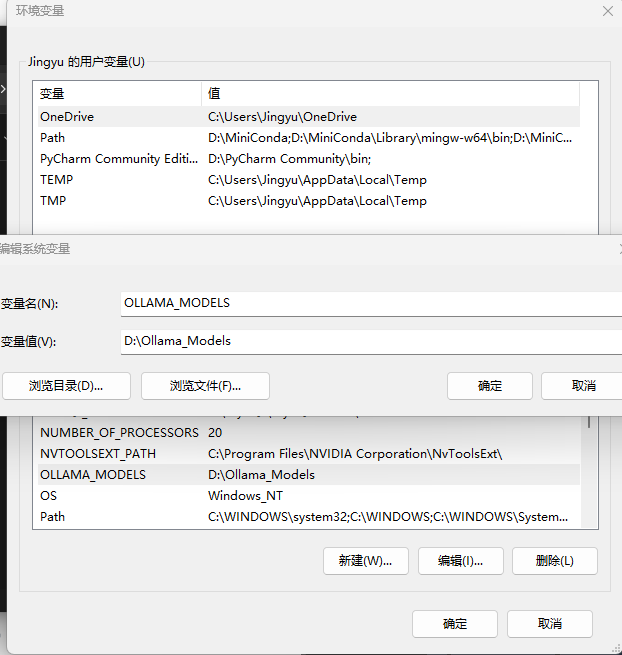 环境变量
Jingyu 的用户变量(U)
变量 值
OneDrive C:\Users\Jingyu\OneDrive
Path D:\MiniConda;D:\MiniConda\Library\mingw-w64\bin;D:\MiniC...
PyCharm Community Editi... D:\PyCharm Community\bin;
TEMP C:\Users\Jingyu\AppData\Local\Temp
TMP C:\Users\Jingyu\AppData\Local\Temp
编辑系统变量
变量名(N): OLLAMA_MODELS
变量值(V): D:\Ollama_Models
浏览目录(D)... 浏览文件(F)... 确定 取消
NUMBER_OF_PROCESSORS 20
NVTOOLSEXT_PATH C:\Program Files\NVIDIA Corporation\NvToolsExt\
OLLAMA_MODELS D:\Ollama_Models
OS Windows_NT
Path C:\WINDOWS\system32;C:\WINDOWS;C:\WINDOWS\System...
新建(W)... 编辑(I)... 删除(L)
确定 取消